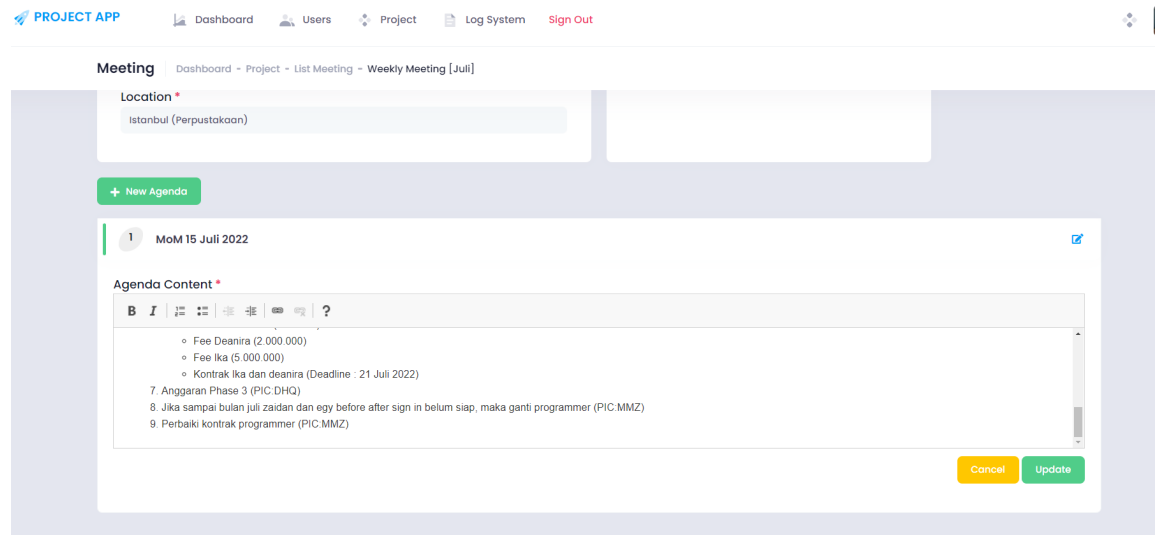 PROJECT APP
Dashboard
Users
Project
Log System
Sign Out
Meeting
Dashboard - Project - List Meeting - Weekly Meeting [Juli]
Location *
Istanbul (Perpustakaan)
+ New Agenda
1 MoM 15 Juli 2022
Agenda Content *
B I ?
Fee Deanira (2.000.000)
Fee Ika (5.000.000)
Kontrak Ika dan deanira (Deadline : 21 Juli 2022)
7. Anggaran Phase 3 (PIC:DHQ)
8. Jika sampai bulan juli zaidan dan egy before after sign in belum siap, maka ganti programmer (PIC:MMZ)
9. Perbaiki kontrak programmer (PIC:MMZ)
Cancel
Update